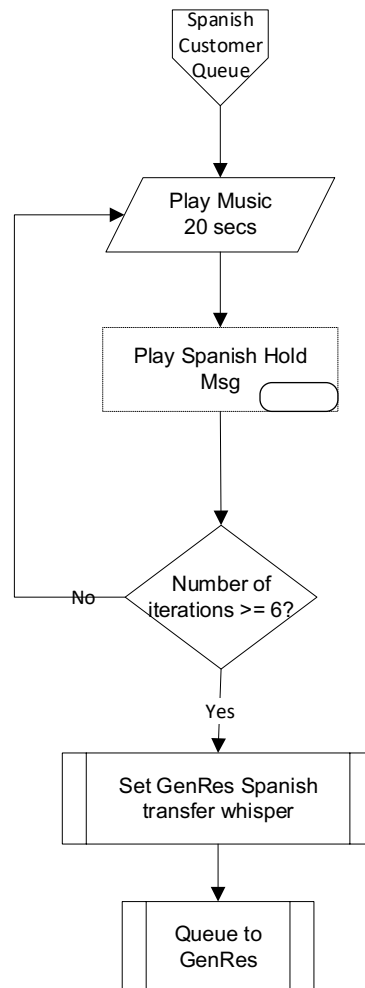 Spanish
Customer
Queue
Play Music
20 secs
Play Spanish Hold
Msg
Number of
iterations >= 6?
No
Yes
Set GenRes Spanish
transfer whisper
Queue to
GenRes